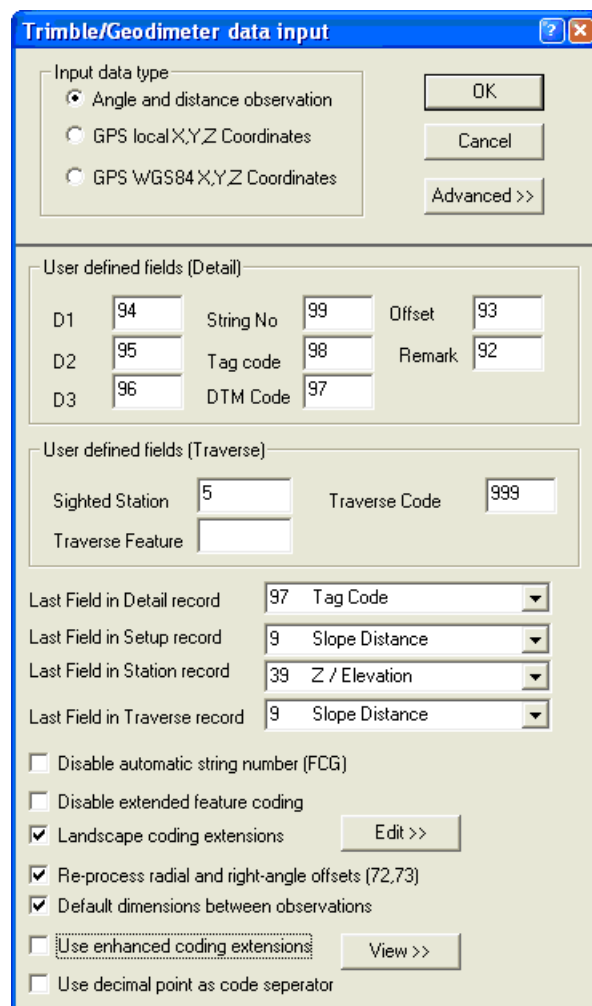 Trimble/Geodimeter data input
Input data type
Angle and distance observation
GPS local X,Y,Z Coordinates
GPS WGS84 X,Y,Z Coordinates
OK
Cancel
Advanced >>
User defined fields (Detail)
D1 94 String No 99 Offset 93
D2 95 Tag code 98 Remark 92
D3 96 DTM Code 97
User defined fields (Traverse)
Sighted Station 5 Traverse Code 999
Traverse Feature
Last Field in Detail record 97 Tag Code
Last Field in Setup record 9 Slope Distance
Last Field in Station record 39 Z / Elevation
Last Field in Traverse record 9 Slope Distance
Disable automatic string number (FCG)
Disable extended feature coding
Landscape coding extensions Edit >>
Re-process radial and right-angle offsets (72,73)
Default dimensions between observations
Use enhanced coding extensions View >>
Use decimal point as code seperator